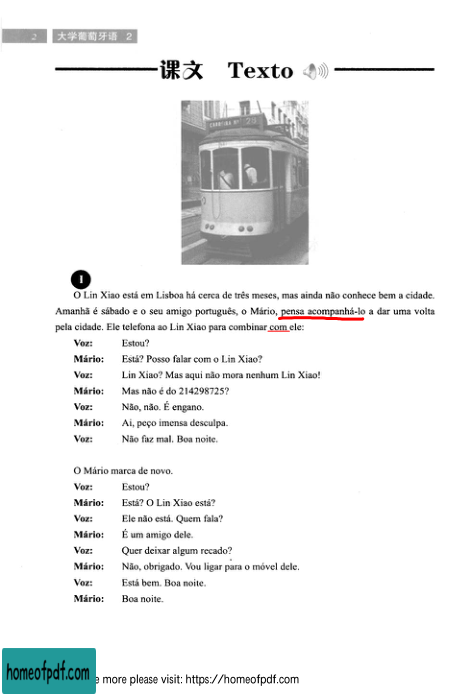 2 大学葡萄牙语 2
课文 Texto
CARREIRA Nº 28
I
O Lin Xiao está em Lisboa há cerca de três meses, mas ainda não conhece bem a cidade.
Amanhã é sábado e o seu amigo português, o Mário, pensa acompanhá-lo a dar uma volta
pela cidade. Ele telefona ao Lin Xiao para combinar com ele:
Voz: Estou?
Mário: Está? Posso falar com o Lin Xiao?
Voz: Lin Xiao? Mas aqui não mora nenhum Lin Xiao!
Mário: Mas não é do 214298725?
Voz: Não, não. É engano.
Mário: Ai, peço imensa desculpa.
Voz: Não faz mal. Boa noite.
O Mário marca de novo.
Voz: Estou?
Mário: Está? O Lin Xiao está?
Voz: Ele não está. Quem fala?
Mário: É um amigo dele.
Voz: Quer deixar algum recado?
Mário: Não, obrigado. Vou ligar para o móvel dele.
Voz: Está bem. Boa noite.
Mário: Boa noite.
homeofpdf.com
e more please visit: https://homeofpdf.com